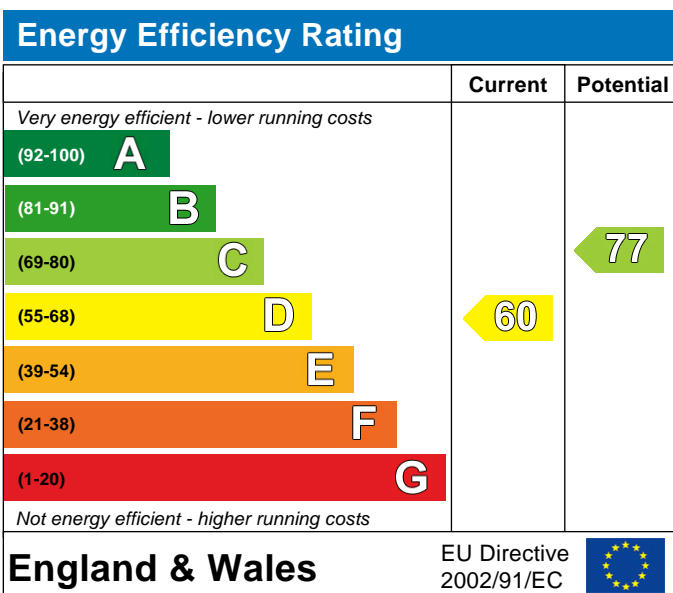 Energy Efficiency Rating
Current Potential
Very energy efficient - lower running costs
(92-100) A
(81-91) B
(69-80) C 77
(55-68) D 60
(39-54) E
(21-38) F
(1-20) G
Not energy efficient - higher running costs
England & Wales
EU Directive
2002/91/EC